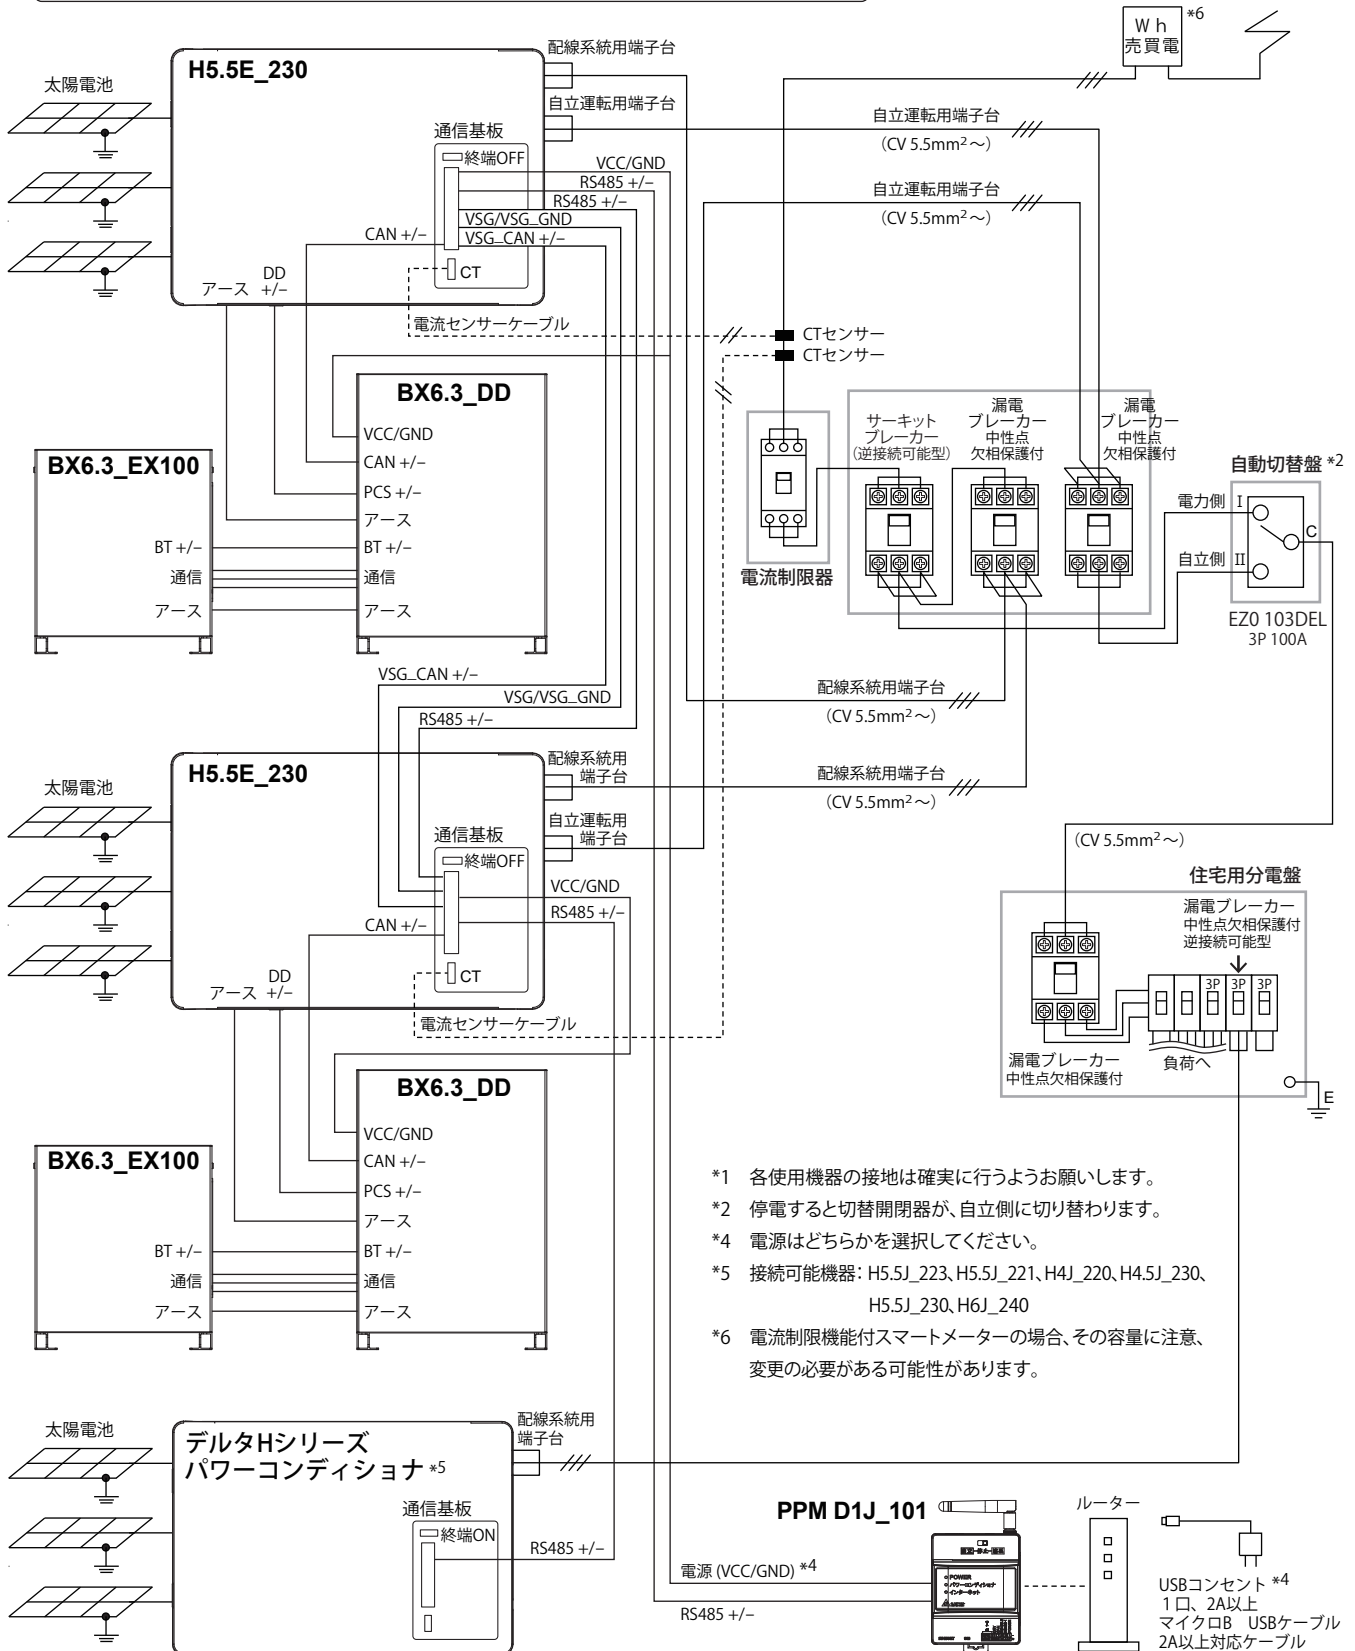 Wh
売買電
*6
配線系統用端子台
H5.5E_230
太陽電池
自立運転用端子台
通信基板
終端OFF
VCC/GND
RS485 +/–
RS485 +/–
VSG/VSG_GND
VSG_CAN +/–
CAN +/–
CT
アース
DD
+/–
電流センサーケーブル
自立運転用端子台
(CV 5.5mm²～)
自立運転用端子台
(CV 5.5mm²～)
CTセンサー
CTセンサー
BX6.3_DD
VCC/GND
CAN +/–
PCS +/–
アース
BT +/–
通信
アース
BX6.3_EX100
BT +/–
通信
アース
電流制限器
サーキット
ブレーカー
(逆接続可能型)
漏電
ブレーカー
中性点
欠相保護付
漏電
ブレーカー
中性点
欠相保護付
自動切替盤 *2
電力側 I
C
自立側 II
EZ0 103DEL
3P 100A
VSG_CAN +/–
VSG/VSG_GND
RS485 +/–
配線系統用端子台
(CV 5.5mm²～)
配線系統用端子台
(CV 5.5mm²～)
H5.5E_230
太陽電池
配線系統用
端子台
自立運転用
端子台
通信基板
終端OFF
VCC/GND
RS485 +/–
CAN +/–
CT
アース
DD
+/–
電流センサーケーブル
(CV 5.5mm²～)
住宅用分電盤
漏電ブレーカー
中性点欠相保護付
逆接続可能型
3P 3P 3P
漏電ブレーカー
中性点欠相保護付
負荷へ
E
BX6.3_DD
VCC/GND
CAN +/–
PCS +/–
アース
BT +/–
通信
アース
BX6.3_EX100
BT +/–
通信
アース
*1 各使用機器の接地は確実に行うようお願いします。
*2 停電すると切替開閉器が、自立側に切り替わります。
*4 電源はどちらかを選択してください。
*5 接続可能機器：H5.5J_223、H5.5J_221、H4J_220、H4.5J_230、
H5.5J_230、H6J_240
*6 電流制限機能付スマートメーターの場合、その容量に注意、
変更の必要がある可能性があります。
太陽電池
デルタHシリーズ
パワーコンディショナ *5
配線系統用
端子台
通信基板
終端ON
RS485 +/–
PPM D1J_101
電源 (VCC/GND) *4
RS485 +/–
POWER
パワーコンディショナ
インターネット
ルーター
USBコンセント *4
1口、2A以上
マイクロB USBケーブル
2A以上対応ケーブル